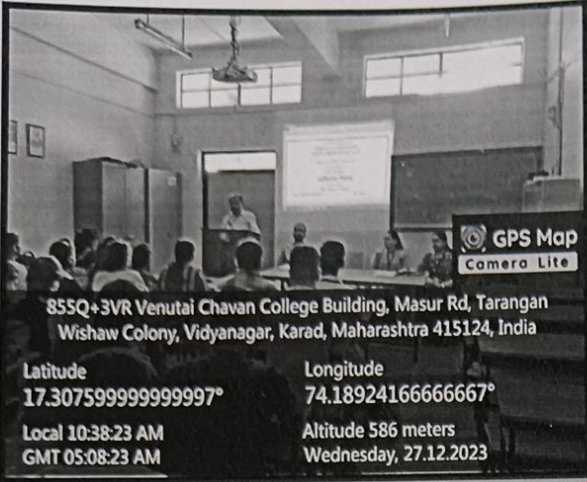 GPS Map
Camera Lite
855Q+3VR Venutai Chavan College Building, Masur Rd, Tarangan
Wishaw Colony, Vidyanagar, Karad, Maharashtra 415124, India
Latitude
17.307599999999997°
Longitude
74.18924166666667°
Local 10:38:23 AM
GMT 05:08:23 AM
Altitude 586 meters
Wednesday, 27.12.2023